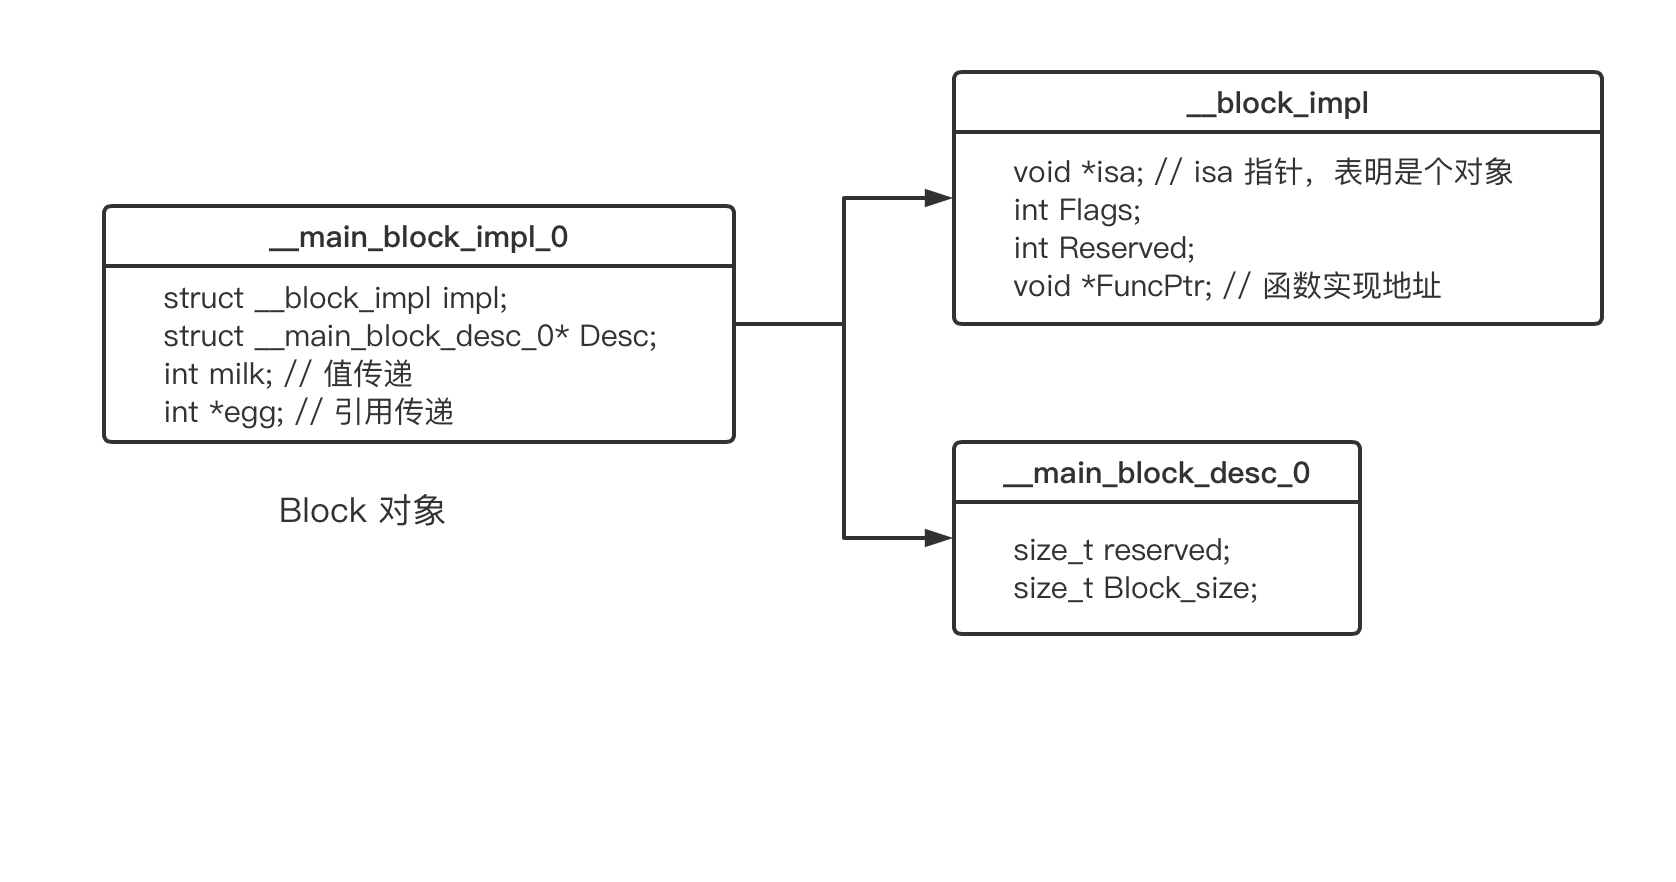 __main_block_impl_0
struct __block_impl impl;
struct __main_block_desc_0* Desc;
int milk; // 值传递
int *egg; // 引用传递
Block 对象
__block_impl
void *isa; // isa 指针，表明是个对象
int Flags;
int Reserved;
void *FuncPtr; // 函数实现地址
__main_block_desc_0
size_t reserved;
size_t Block_size;